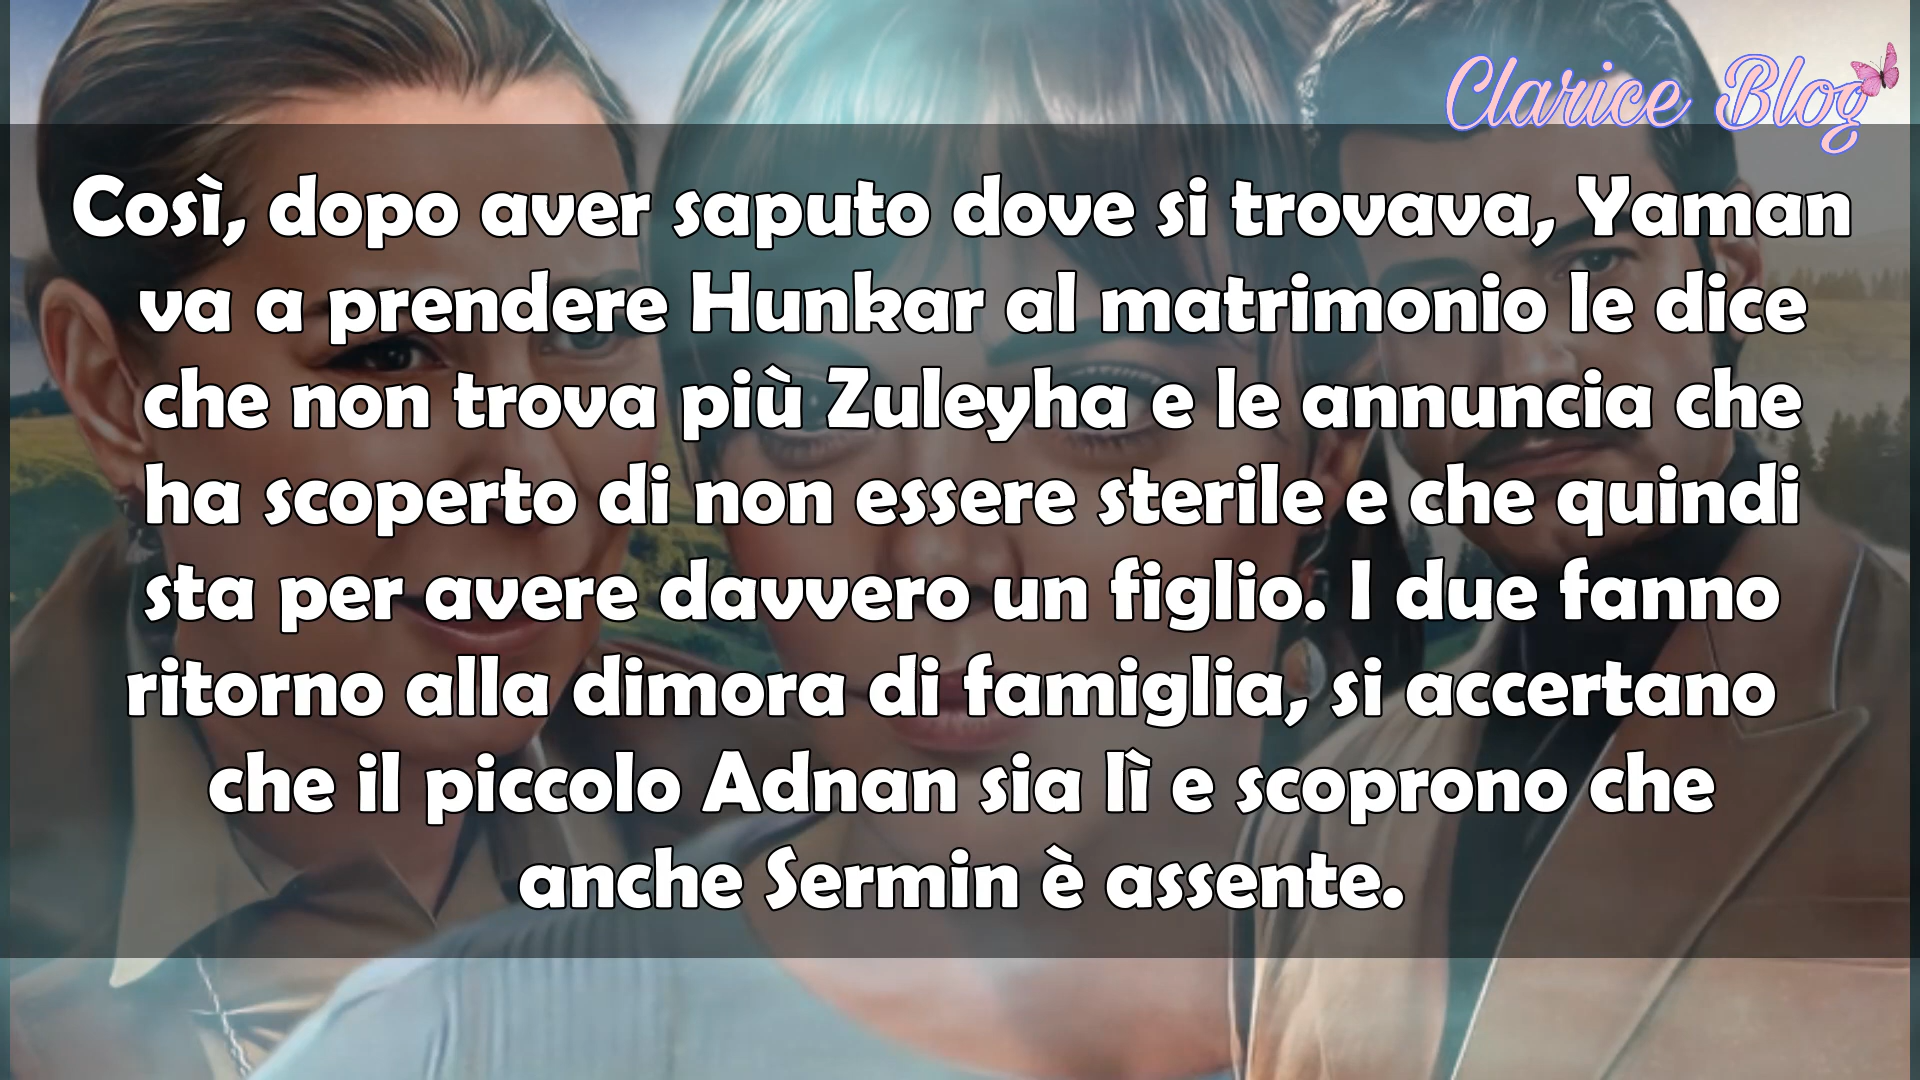 Clarice Blog
Così, dopo aver saputo dove si trovava, Yaman
va a prendere Hunkar al matrimonio le dice
che non trova più Zuleyha e le annuncia che
ha scoperto di non essere sterile e che quindi
sta per avere davvero un figlio. I due fanno
ritorno alla dimora di famiglia, si accertano
che il piccolo Adnan sia lì e scoprono che
anche Sermin è assente.